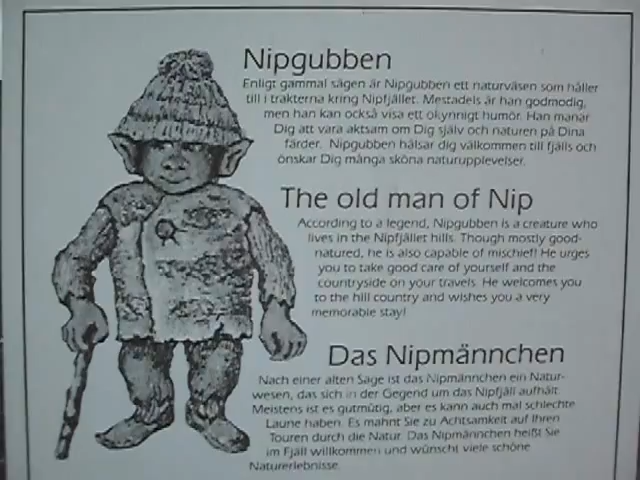 Nipgubben
Enligt gammal sägen är Nipgubben ett naturväsen som håller
till i trakterna kring Nipfjället. Mestadels är han godmodig,
men han kan också visa ett okynnigt humör. Han manar
Dig att vara aktsam om Dig själv och naturen på Dina
färder. Nipgubben hälsar dig välkommen till fjälls och
önskar Dig många sköna naturupplevelser.
The old man of Nip
According to a legend, Nipgubben is a creature who
lives in the Nipfjället hills. Though mostly good-
natured, he is also capable of mischief! He urges
you to take good care of yourself and the
countryside on your travels. He welcomes you
to the hill country and wishes you a very
memorable stay!
Das Nipmännchen
Nach einer alten Sage ist das Nipmännchen ein Natur-
wesen, das sich in der Gegend um das Nipfjäll aufhält.
Meistens ist es gutmütig, aber es kann auch mal schlechte
Laune haben. Es mahnt Sie zu Achtsamkeit auf Ihren
Touren durch die Natur. Das Nipmännchen heißt Sie
im Fjäll willkommen und wünscht viele schöne
Naturerlebnisse.